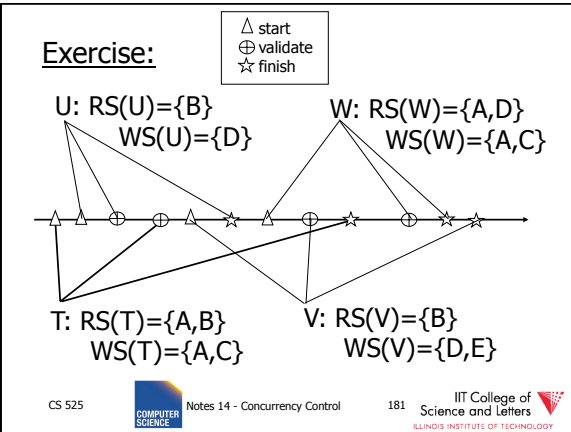 △ start
⊕ validate
☆ finish
Exercise:
U: RS(U)={B}
WS(U)={D}
W: RS(W)={A,D}
WS(W)={A,C}
T: RS(T)={A,B}
WS(T)={A,C}
V: RS(V)={B}
WS(V)={D,E}
CS 525
COMPUTER
SCIENCE
Notes 14 - Concurrency Control
181
IIT College of
Science and Letters
ILLINOIS INSTITUTE OF TECHNOLOGY